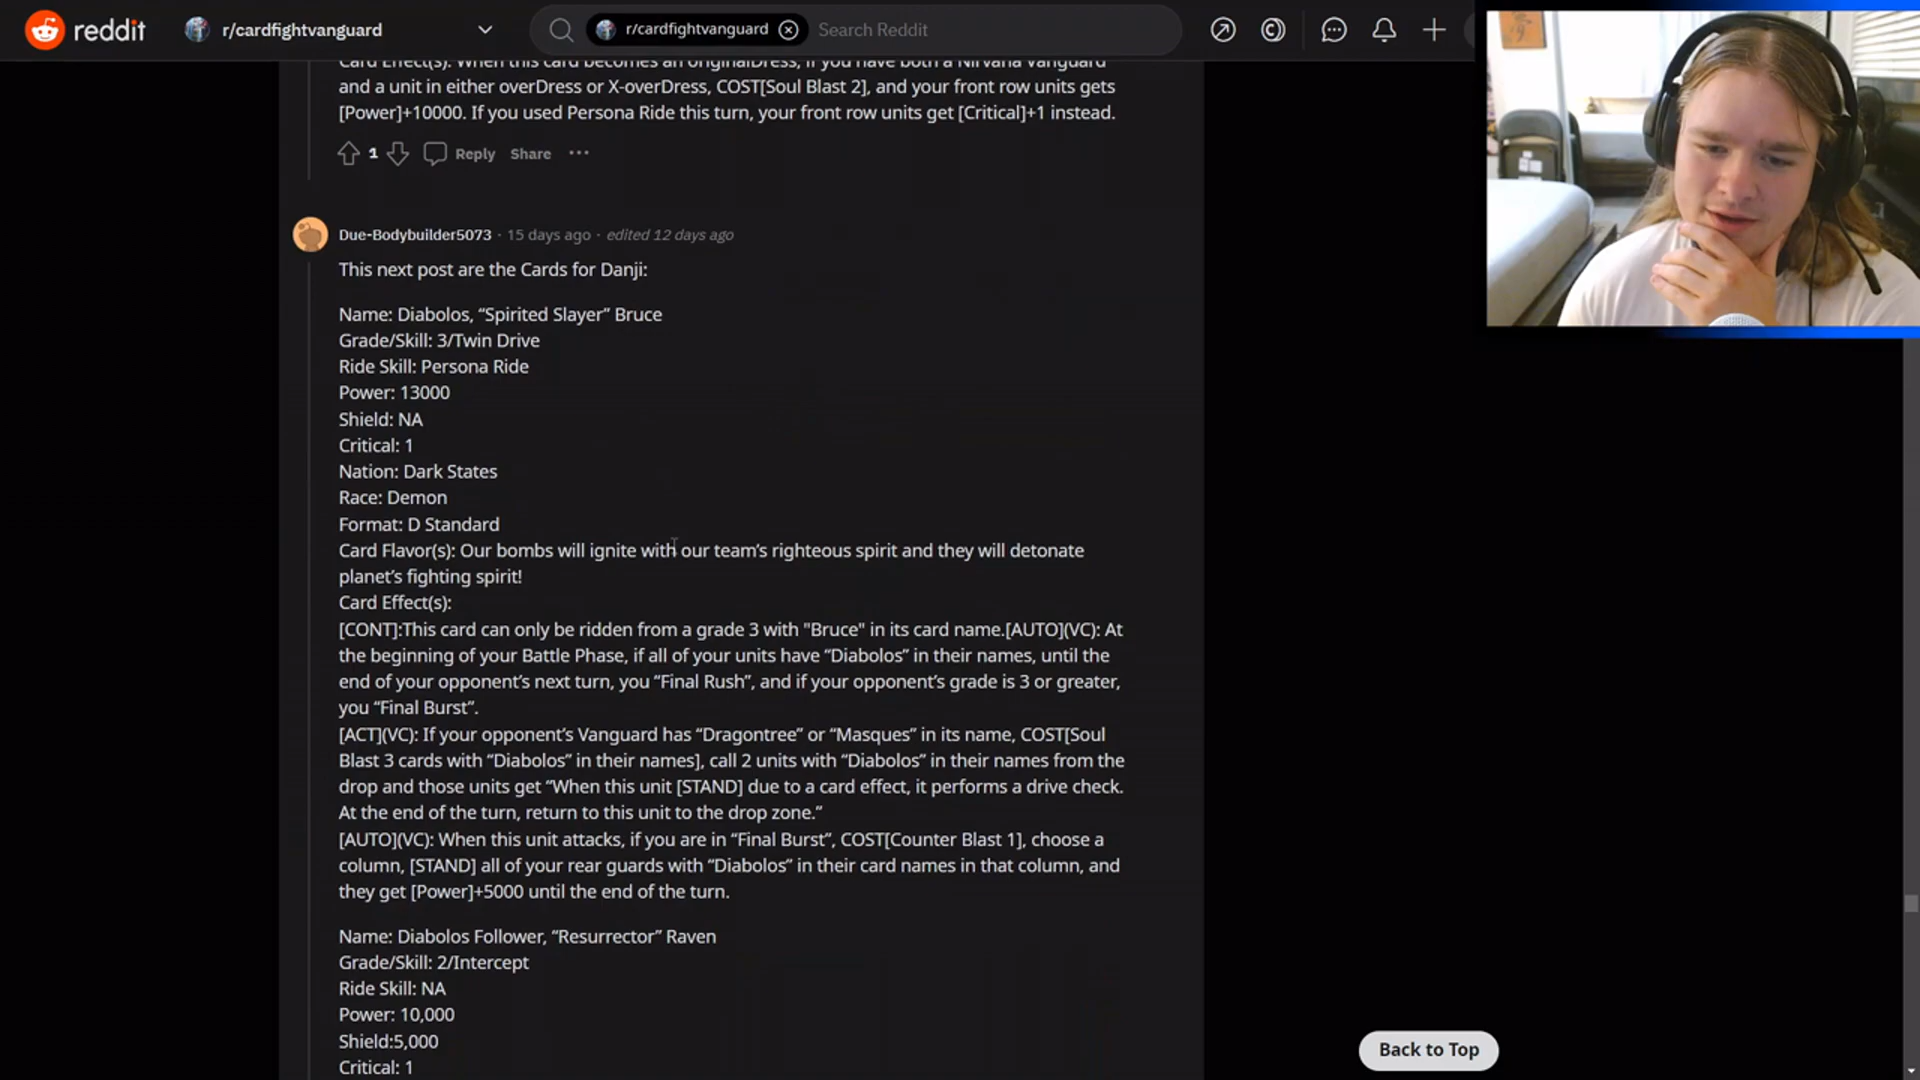 reddit
r/cardfightvanguard
r/cardfightvanguard
Search Reddit
Card Effect(s): When this card becomes an originalDress, if you have both a Nirvana Vanguard
and a unit in either overDress or X-overDress, COST[Soul Blast 2], and your front row units gets
[Power]+10000. If you used Persona Ride this turn, your front row units get [Critical]+1 instead.
1
Reply
Share
Due-Bodybuilder5073 · 15 days ago · edited 12 days ago
This next post are the Cards for Danji:
Name: Diabolos, “Spirited Slayer” Bruce
Grade/Skill: 3/Twin Drive
Ride Skill: Persona Ride
Power: 13000
Shield: NA
Critical: 1
Nation: Dark States
Race: Demon
Format: D Standard
Card Flavor(s): Our bombs will ignite with our team’s righteous spirit and they will detonate
planet’s fighting spirit!
Card Effect(s):
[CONT]:This card can only be ridden from a grade 3 with "Bruce" in its card name.[AUTO](VC): At
the beginning of your Battle Phase, if all of your units have “Diabolos” in their names, until the
end of your opponent’s next turn, you “Final Rush”, and if your opponent’s grade is 3 or greater,
you “Final Burst”.
[ACT](VC): If your opponent’s Vanguard has “Dragontree” or “Masques” in its name, COST[Soul
Blast 3 cards with “Diabolos” in their names], call 2 units with “Diabolos” in their names from the
drop and those units get “When this unit [STAND] due to a card effect, it performs a drive check.
At the end of the turn, return to this unit to the drop zone.”
[AUTO](VC): When this unit attacks, if you are in “Final Burst”, COST[Counter Blast 1], choose a
column, [STAND] all of your rear guards with “Diabolos” in their card names in that column, and
they get [Power]+5000 until the end of the turn.
Name: Diabolos Follower, “Resurrector” Raven
Grade/Skill: 2/Intercept
Ride Skill: NA
Power: 10,000
Shield:5,000
Critical: 1
Back to Top